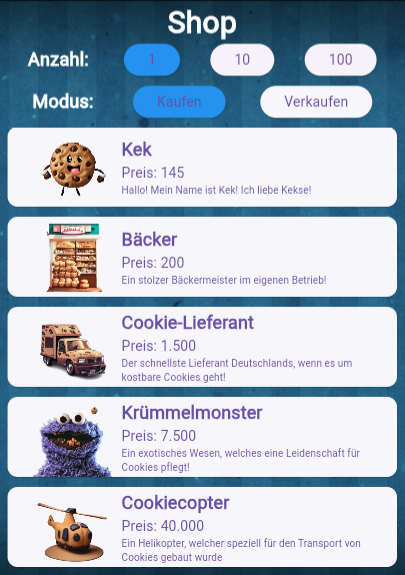 Shop
Anzahl: 1 10 100
Modus: Kaufen Verkaufen
Kek
Preis: 145
Hallo! Mein Name ist Kek! Ich liebe Kekse!
Bäcker
Preis: 200
Ein stolzer Bäckermeister im eigenen Betrieb!
Cookie-Lieferant
Preis: 1.500
Der schnellste Lieferant Deutschlands, wenn es um
kostbare Cookies geht!
Krümmelmonster
Preis: 7.500
Ein exotisches Wesen, welches eine Leidenschaft für
Cookies pflegt!
Cookiecopter
Preis: 40.000
Ein Helikopter, welcher speziell für den Transport von
Cookies gebaut wurde